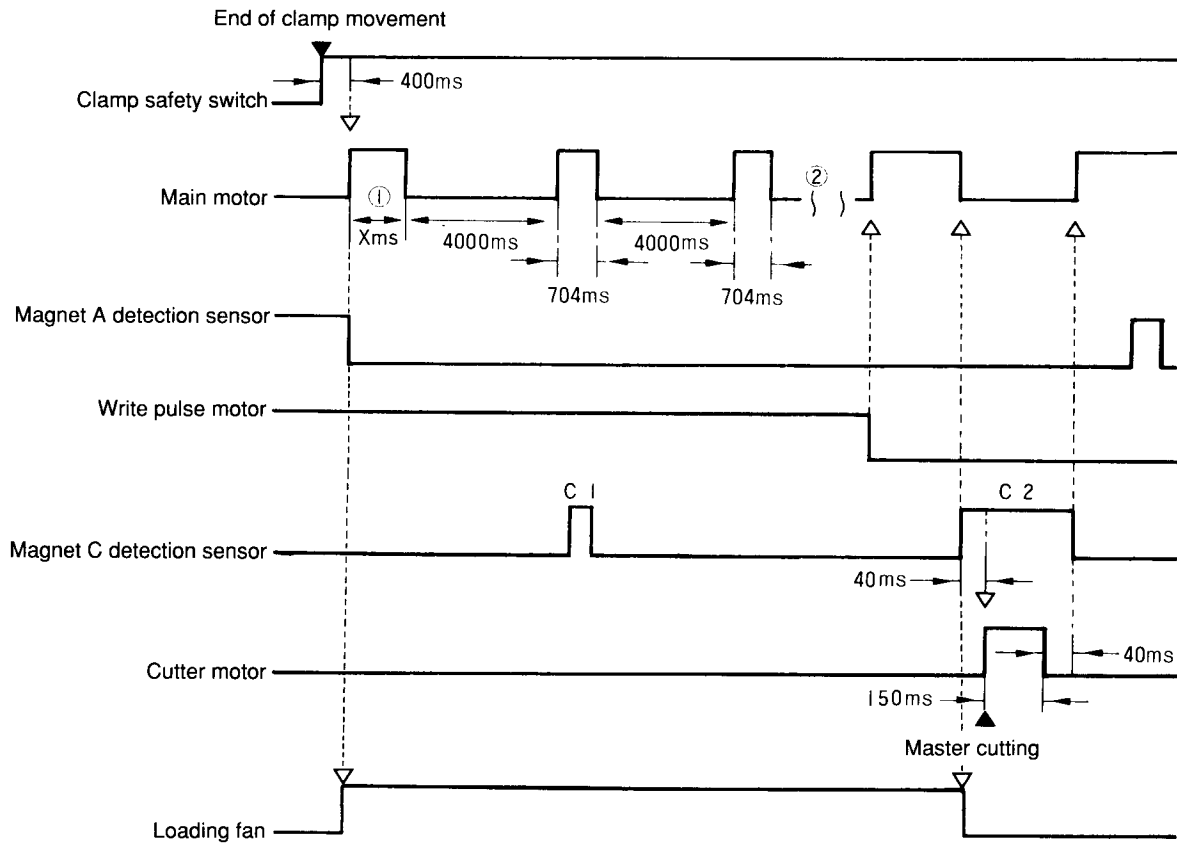 End of clamp movement
400ms
Clamp safety switch
Main motor
①
②
Xms
4000ms
4000ms
704ms
704ms
Magnet A detection sensor
Write pulse motor
C 1
C 2
Magnet C detection sensor
40ms
Cutter motor
40ms
150ms
Master cutting
Loading fan